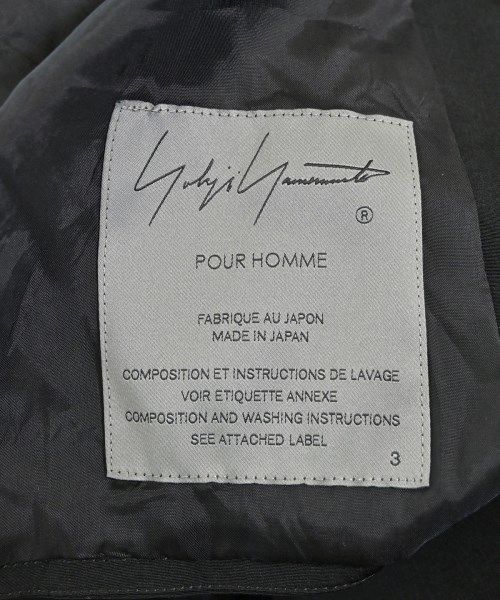 Yohji Yamamoto
®
POUR HOMME
FABRIQUE AU JAPON
MADE IN JAPAN
COMPOSITION ET INSTRUCTIONS DE LAVAGE
VOIR ETIQUETTE ANNEXE
COMPOSITION AND WASHING INSTRUCTIONS
SEE ATTACHED LABEL
3